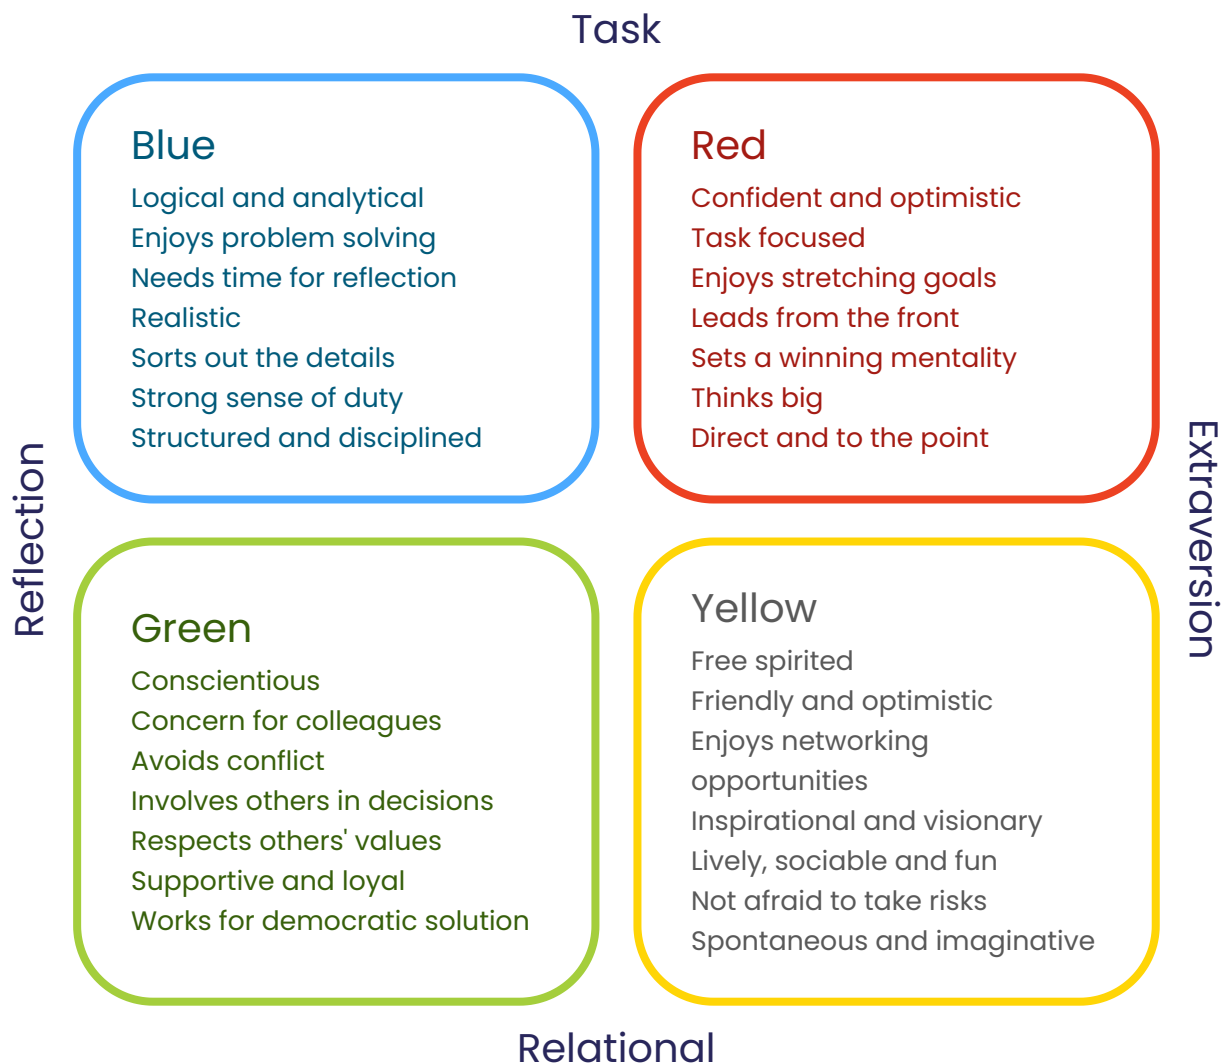 Task
Blue
Logical and analytical
Enjoys problem solving
Needs time for reflection
Realistic
Sorts out the details
Strong sense of duty
Structured and disciplined
Red
Confident and optimistic
Task focused
Enjoys stretching goals
Leads from the front
Sets a winning mentality
Thinks big
Direct and to the point
Reflection
Extraversion
Green
Conscientious
Concern for colleagues
Avoids conflict
Involves others in decisions
Respects others' values
Supportive and loyal
Works for democratic solution
Yellow
Free spirited
Friendly and optimistic
Enjoys networking
opportunities
Inspirational and visionary
Lively, sociable and fun
Not afraid to take risks
Spontaneous and imaginative
Relational